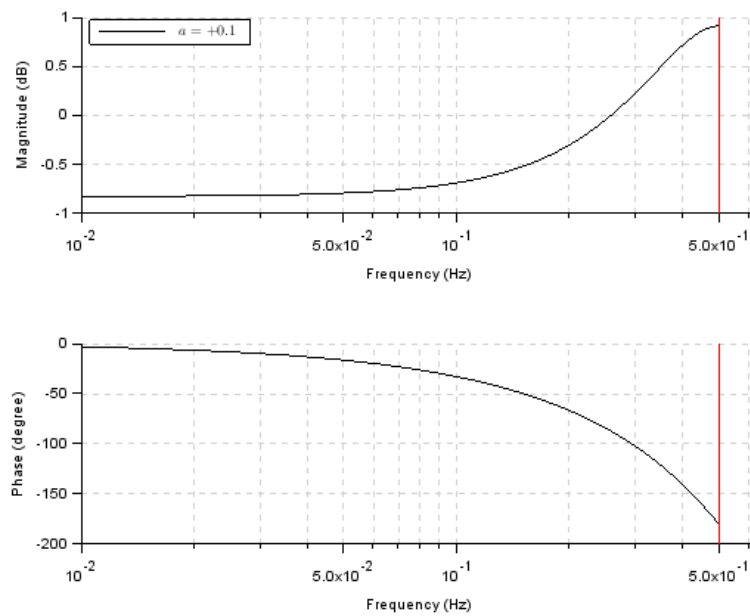 1
a = +0.1
0.5
0
-0.5
-1
Magnitude (dB)
10⁻² 5.0x10⁻² 10⁻¹ 5.0x10⁻¹
Frequency (Hz)
0
-50
-100
-150
-200
Phase (degree)
10⁻² 5.0x10⁻² 10⁻¹ 5.0x10⁻¹
Frequency (Hz)